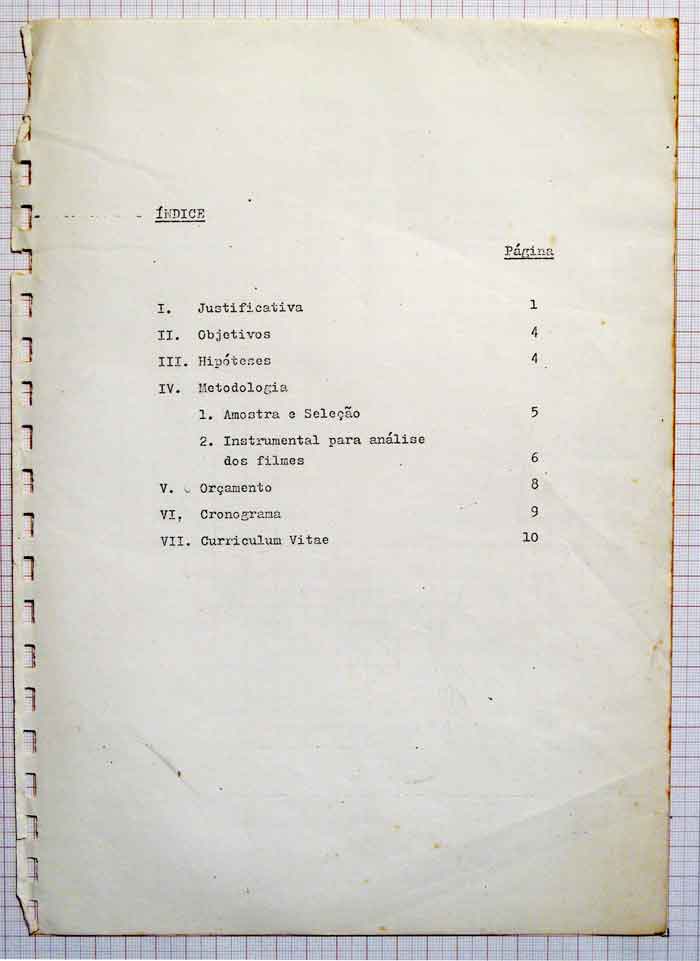 ÍNDICE
Página
I. Justificativa 1
II. Objetivos 4
III. Hipóteses 4
IV. Metodologia
1. Amostra e Seleção 5
2. Instrumental para análise
dos filmes 6
V. Orçamento 8
VI. Cronograma 9
VII. Curriculum Vitae 10